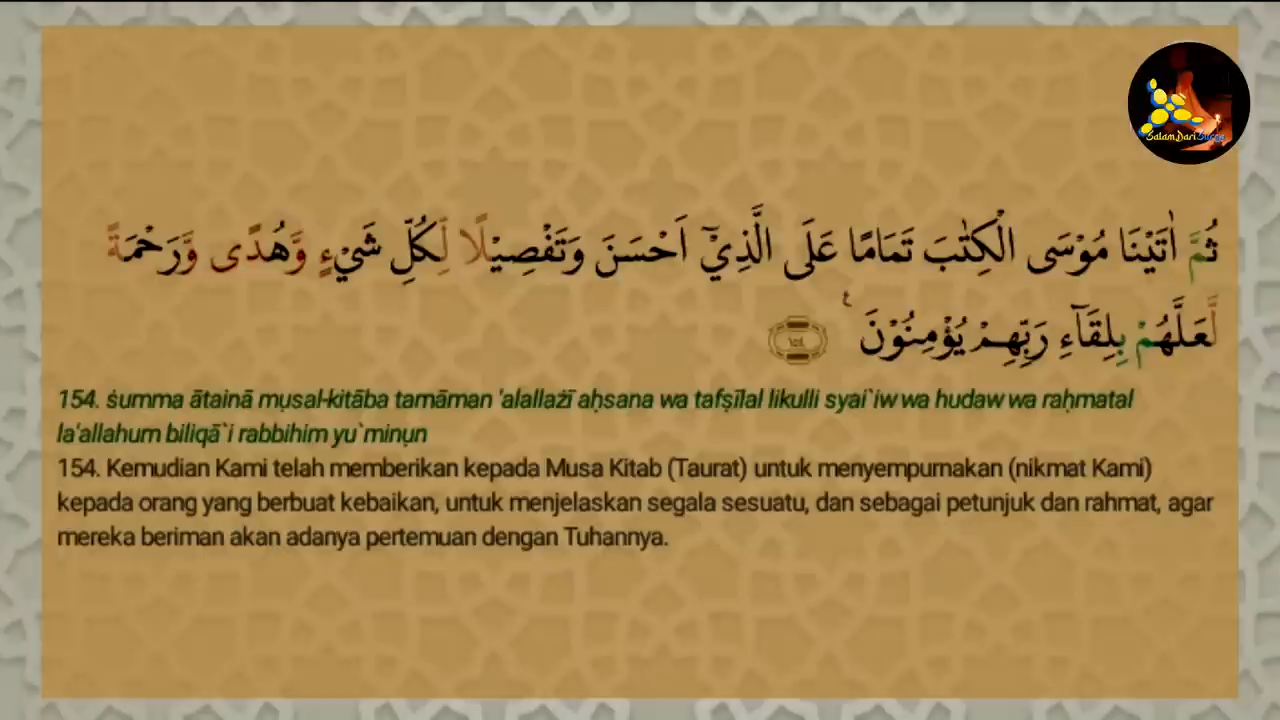 SalamDariSurga
ثُمَّ اٰتَيْنَا مُوْسَى الْكِتٰبَ تَمَامًا عَلَى الَّذِيْٓ اَحْسَنَ وَتَفْصِيْلًا لِّكُلِّ شَيْءٍ وَّهُدًى وَّرَحْمَةً
لَّعَلَّهُمْ بِلِقَاۤءِ رَبِّهِمْ يُؤْمِنُوْنَ ࣖ ١٥٤
154. ṡumma ātainā mụsal-kitāba tamāman 'alallażī aḥsana wa tafṣīlal likulli syai`iw wa hudaw wa raḥmatal
la'allahum biliqā`i rabbihim yu`minụn
154. Kemudian Kami telah memberikan kepada Musa Kitab (Taurat) untuk menyempurnakan (nikmat Kami)
kepada orang yang berbuat kebaikan, untuk menjelaskan segala sesuatu, dan sebagai petunjuk dan rahmat, agar
mereka beriman akan adanya pertemuan dengan Tuhannya.